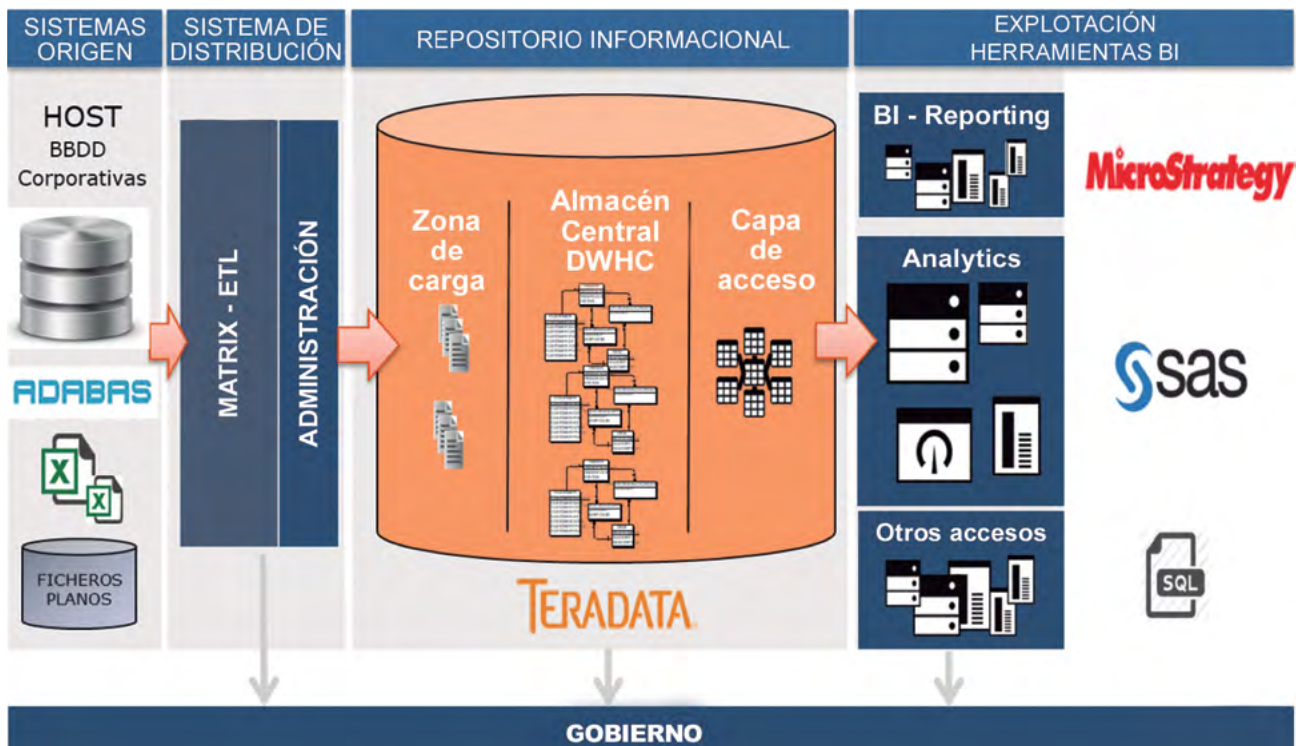 SISTEMAS
ORIGEN
SISTEMA DE
DISTRIBUCIÓN
REPOSITORIO INFORMACIONAL
EXPLOTACIÓN
HERRAMIENTAS BI
HOST
BBDD
Corporativas
ADABAS
X
X
FICHEROS
PLANOS
MATRIX - ETL
ADMINISTRACIÓN
Zona
de
carga
Almacén
Central
DWHC
Capa
de
acceso
TERADATA
BI - Reporting
Analytics
Otros accesos
MicroStrategy
sas
SQL
GOBIERNO